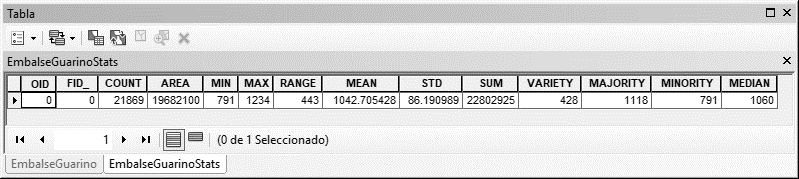 Tabla
EmbalseGuarinoStats
OID FID_ COUNT AREA MIN MAX RANGE MEAN STD SUM VARIETY MAJORITY MINORITY MEDIAN
0 0 21869 19682100 791 1234 443 1042.705428 86.190989 22802925 428 1118 791 1060
1 (0 de 1 Seleccionado)
EmbalseGuarino EmbalseGuarinoStats